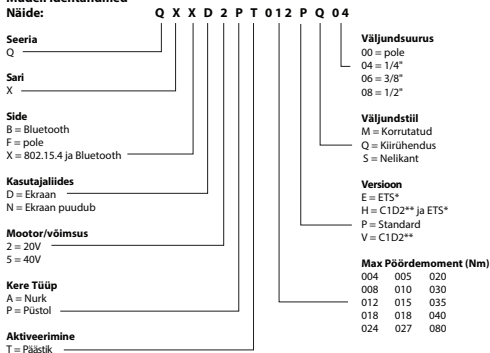 Näide: Q X X D 2 P T 0 1 2 P Q 0 4
Seeria
Q
Sari
X
Side
B = Bluetooth
F = pole
X = 802.15.4 ja Bluetooth
Kasutajaliides
D = Ekraan
N = Ekraan puudub
Mootor/võimsus
2 = 20V
5 = 40V
Kere Tüüp
A = Nurk
P = Püstol
Aktiveerimine
T = Päästik
Väljundsuurus
00 = pole
04 = 1/4"
06 = 3/8"
08 = 1/2"
Väljundstiil
M = Korrutatud
Q = Kiirühendus
S = Nelikant
Versioon
E = ETS*
H = C1D2** ja ETS*
P = Standard
V = C1D2**
Max Pöördemoment (Nm)
004 005 020
008 010 030
012 015 035
018 018 040
024 027 080